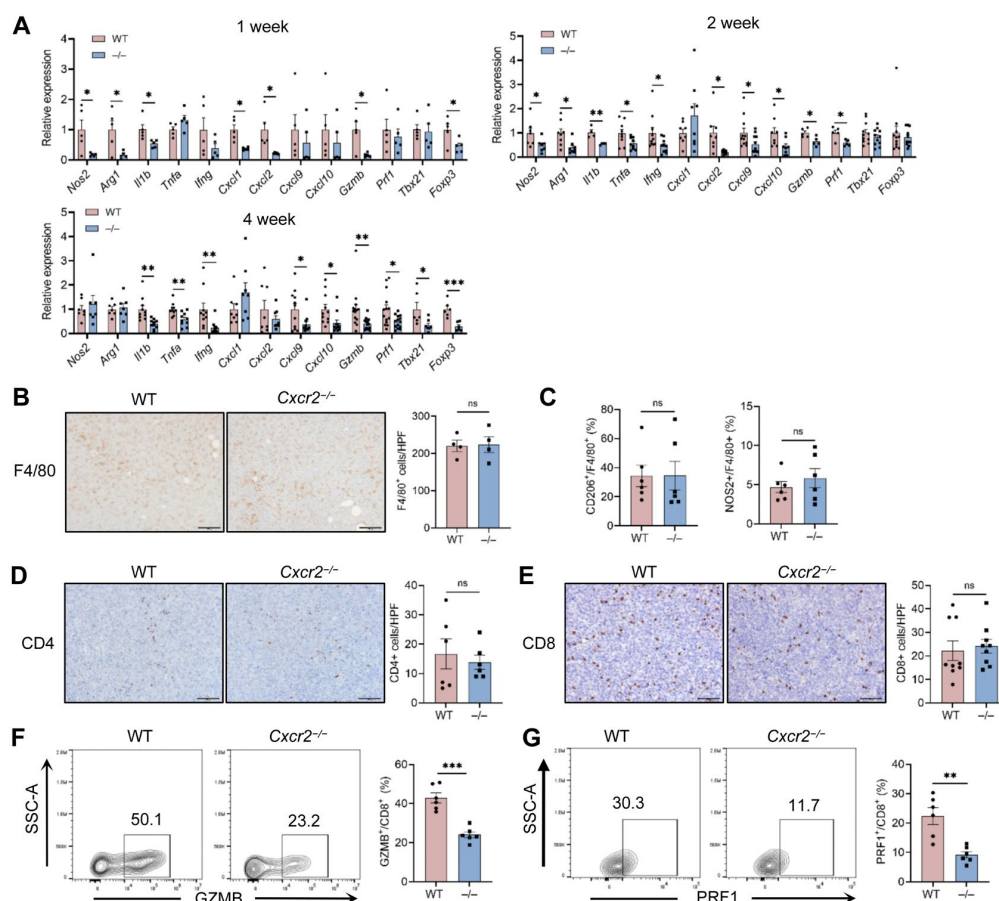 A
1 week
WT
–/–
Relative expression
4
3
2
1
0
Nos2 Arg1 Il1b Tnfa Ifng Cxcl1 Cxcl2 Cxcl9 Cxcl10 Gzmb Prf1 Tbx21 Foxp3
* * * * * * *
2 week
WT
–/–
Relative expression
5
4
3
2
1
0
Nos2 Arg1 Il1b Tnfa Ifng Cxcl1 Cxcl2 Cxcl9 Cxcl10 Gzmb Prf1 Tbx21 Foxp3
* * ** * * * * * * *
4 week
WT
–/–
Relative expression
5
4
3
2
1
0
Nos2 Arg1 Il1b Tnfa Ifng Cxcl1 Cxcl2 Cxcl9 Cxcl10 Gzmb Prf1 Tbx21 Foxp3
** ** ** * * ** * * ***
B
WT
Cxcr2–/–
F4/80
F4/80+ cells/HPF
300
200
100
0
ns
WT –/–
C
CD206+/F4/80+ (%)
100
80
60
40
20
0
ns
WT –/–
NOS2+/F4/80+ (%)
15
10
5
0
ns
WT –/–
D
WT
Cxcr2–/–
CD4
CD4+ cells/HPF
40
30
20
10
0
ns
WT –/–
E
WT
Cxcr2–/–
CD8
CD8+ cells/HPF
50
40
30
20
10
0
ns
WT –/–
F
WT
Cxcr2–/–
SSC-A
50.1
23.2
GZMB
GZMB+/CD8+ (%)
60
40
20
0
***
WT –/–
G
WT
Cxcr2–/–
SSC-A
30.3
11.7
PRF1
PRF1+/CD8+ (%)
40
30
20
10
0
**
WT –/–